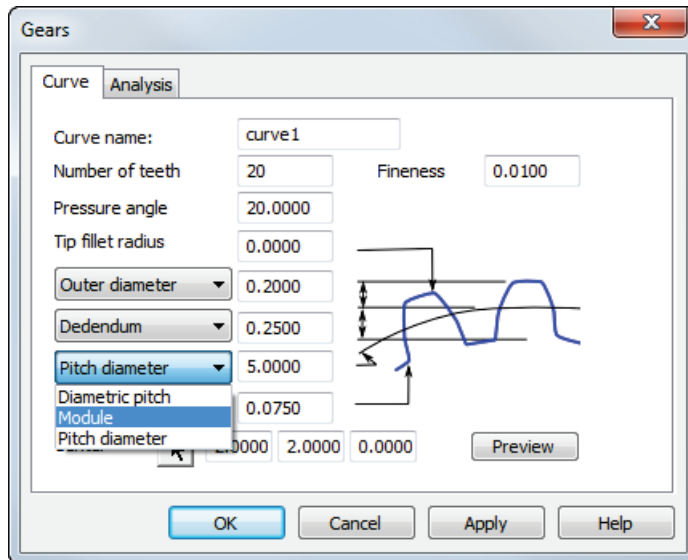 Gears
Curve Analysis
Curve name: curve1
Number of teeth 20 Fineness 0.0100
Pressure angle 20.0000
Tip fillet radius 0.0000
Outer diameter 0.2000
Dedendum 0.2500
Pitch diameter 5.0000
Diametric pitch
Module 0.0750
Pitch diameter
2.0000 0.0000 Preview
OK Cancel Apply Help